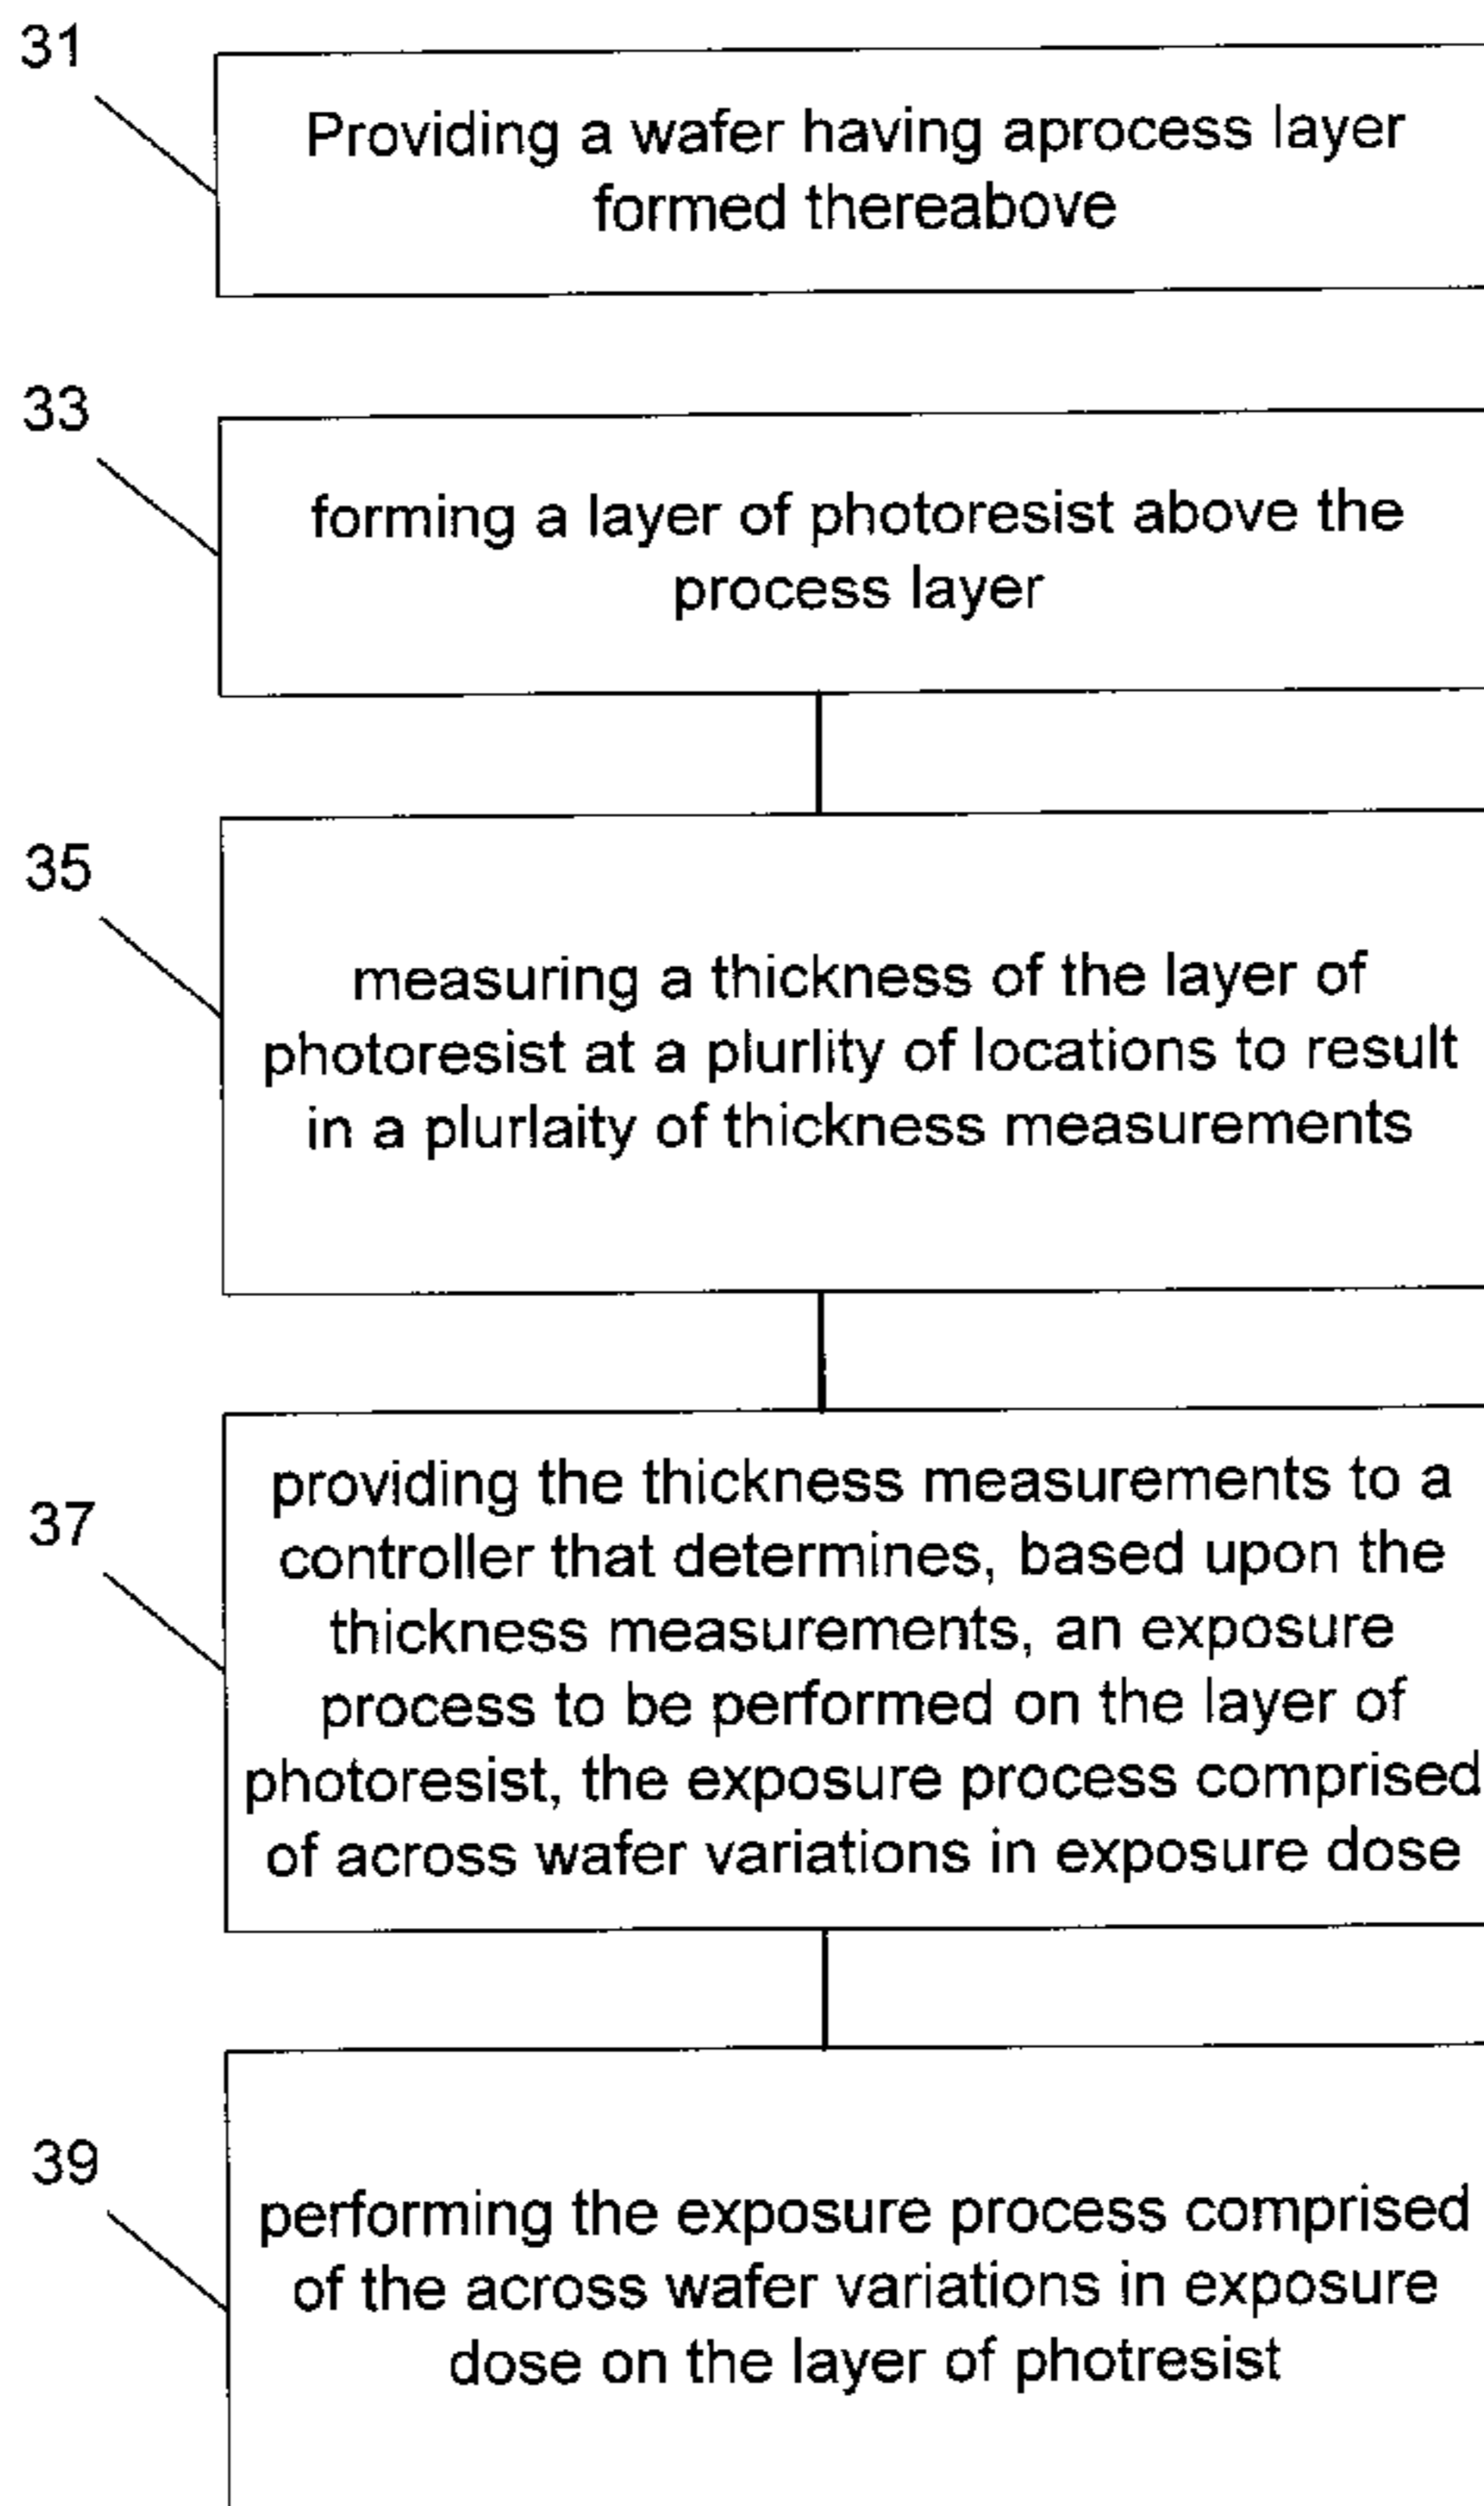 31
Providing a wafer having aprocess layer
formed thereabove
33
forming a layer of photoresist above the
process layer
35
measuring a thickness of the layer of
photoresist at a plurlity of locations to result
in a plurlaity of thickness measurements
37
providing the thickness measurements to a
controller that determines, based upon the
thickness measurements, an exposure
process to be performed on the layer of
photoresist, the exposure process comprised
of across wafer variations in exposure dose
39
performing the exposure process comprised
of the across wafer variations in exposure
dose on the layer of photresist